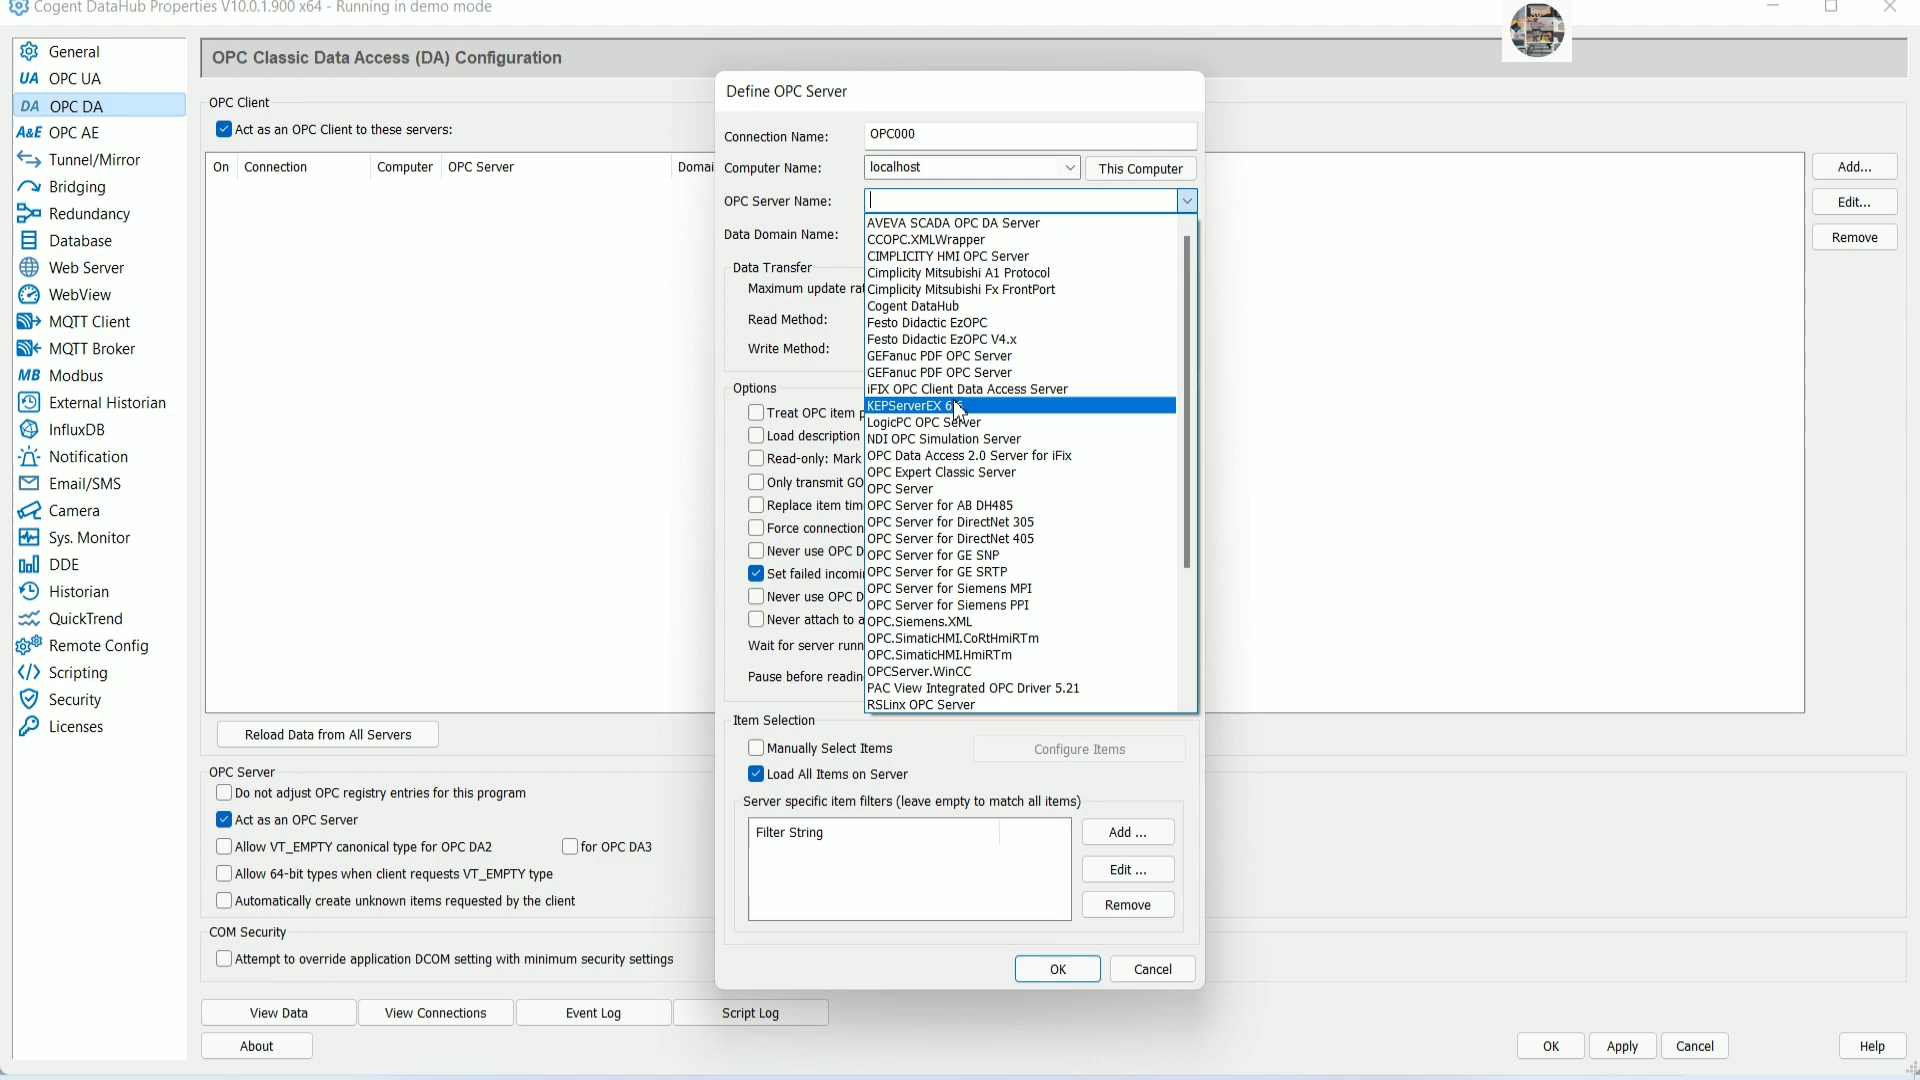 Cogent DataHub Properties V10.0.1.900 x64 - Running in demo mode
General
OPC Classic Data Access (DA) Configuration
UA OPC UA
DA OPC DA
A&E OPC AE
Tunnel/Mirror
Bridging
Redundancy
Database
Web Server
WebView
MQTT Client
MQTT Broker
MB Modbus
External Historian
InfluxDB
Notification
Email/SMS
Camera
Sys. Monitor
DDE
Historian
QuickTrend
Remote Config
Scripting
Security
Licenses
OPC Client
Act as an OPC Client to these servers:
On Connection Computer OPC Server Domai
Add...
Edit...
Remove
Reload Data from All Servers
OPC Server
Do not adjust OPC registry entries for this program
Act as an OPC Server
Allow VT_EMPTY canonical type for OPC DA2 for OPC DA3
Allow 64-bit types when client requests VT_EMPTY type
Automatically create unknown items requested by the client
COM Security
Attempt to override application DCOM setting with minimum security settings
View Data View Connections Event Log Script Log
About
OK Apply Cancel Help
Define OPC Server
Connection Name: OPC000
Computer Name: localhost This Computer
OPC Server Name:
Data Domain Name:
Data Transfer
Maximum update rat
Read Method:
Write Method:
Options
Treat OPC item p
Load description
Read-only: Mark
Only transmit GO
Replace item tim
Force connection
Never use OPC D
Set failed incomi
Never use OPC D
Never attach to a
Wait for server runn
Pause before readin
AVEVA SCADA OPC DA Server
CCOPC.XMLWrapper
CIMPLICITY HMI OPC Server
Cimplicity Mitsubishi A1 Protocol
Cimplicity Mitsubishi Fx FrontPort
Cogent DataHub
Festo Didactic EzOPC
Festo Didactic EzOPC V4.x
GEFanuc PDF OPC Server
GEFanuc PDF OPC Server
iFIX OPC Client Data Access Server
KEPServerEX
LogicPC OPC Server
NDI OPC Simulation Server
OPC Data Access 2.0 Server for iFix
OPC Expert Classic Server
OPC Server
OPC Server for AB DH485
OPC Server for DirectNet 305
OPC Server for DirectNet 405
OPC Server for GE SNP
OPC Server for GE SRTP
OPC Server for Siemens MPI
OPC Server for Siemens PPI
OPC.Siemens.XML
OPC.SimaticHMI.CoRtHmiRTm
OPC.SimaticHMI.HmiRTm
OPCServer.WinCC
PAC View Integrated OPC Driver 5.21
RSLinx OPC Server
Item Selection
Manually Select Items Configure Items
Load All Items on Server
Server specific item filters (leave empty to match all items)
Filter String
Add ...
Edit ...
Remove
OK Cancel